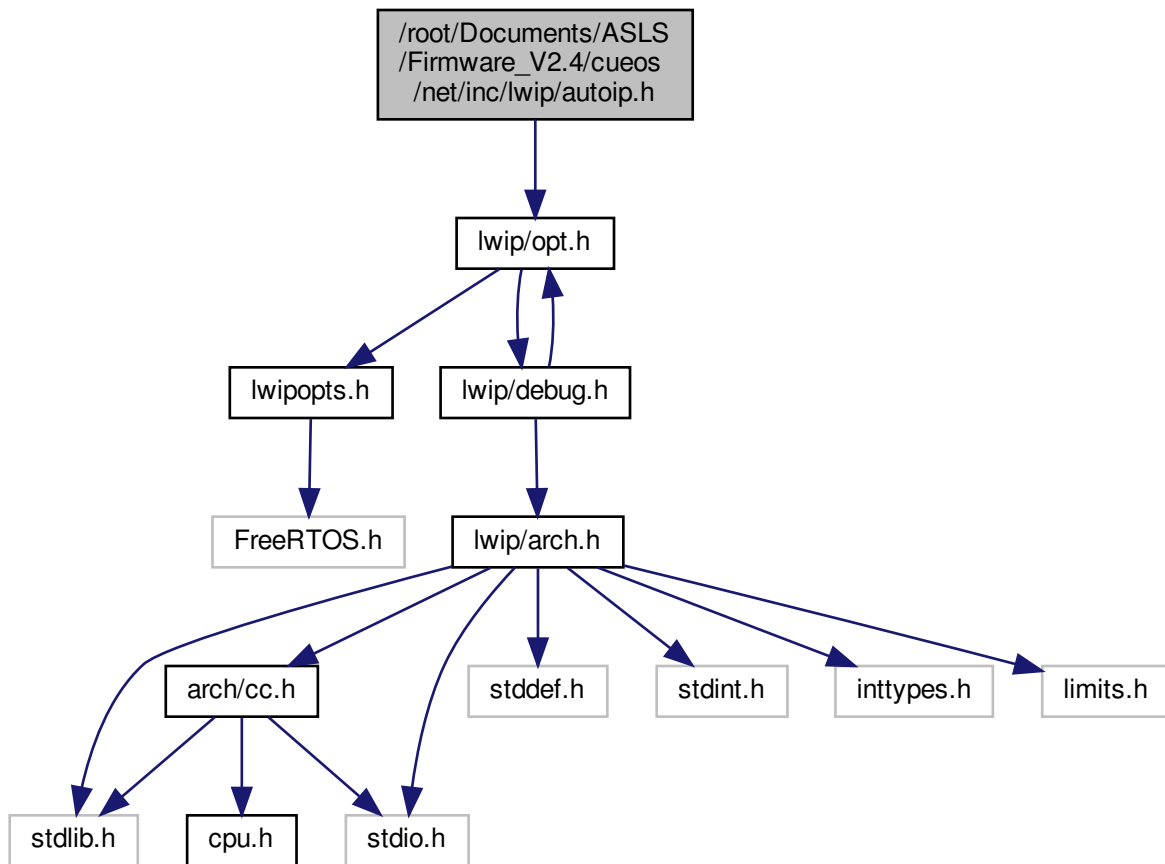 /root/Documents/ASLS
/Firmware_V2.4/cueos
/net/inc/lwip/autoip.h
lwip/opt.h
lwipopts.h
lwip/debug.h
FreeRTOS.h
lwip/arch.h
arch/cc.h
stddef.h
stdint.h
inttypes.h
limits.h
stdlib.h
cpu.h
stdio.h